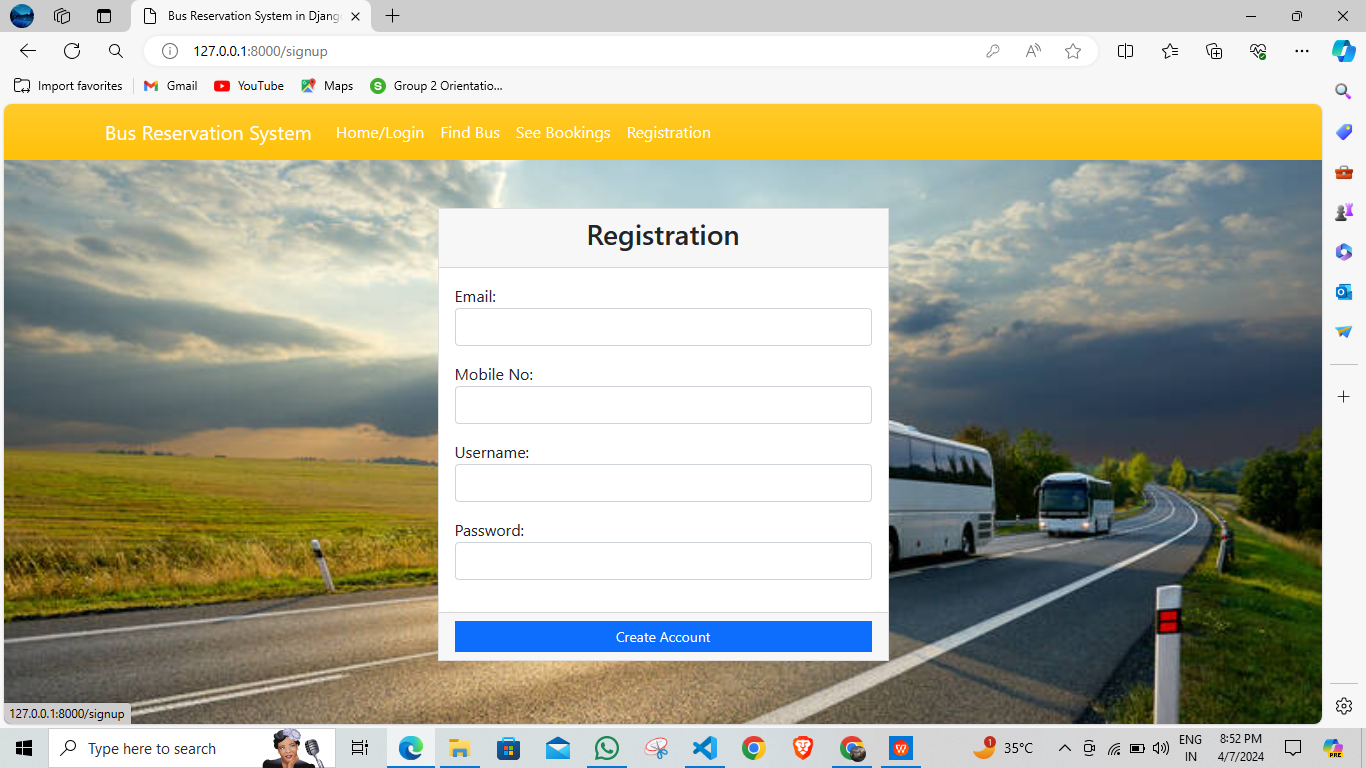 Bus Reservation System in Djang
127.0.0.1:8000/signup
Import favorites
Gmail
YouTube
Maps
Group 2 Orientatio...
Bus Reservation System
Home/Login
Find Bus
See Bookings
Registration
Registration
Email:
Mobile No:
Username:
Password:
Create Account
127.0.0.1:8000/signup
Type here to search
1
35°C
ENG
IN
8:52 PM
4/7/2024
PRE